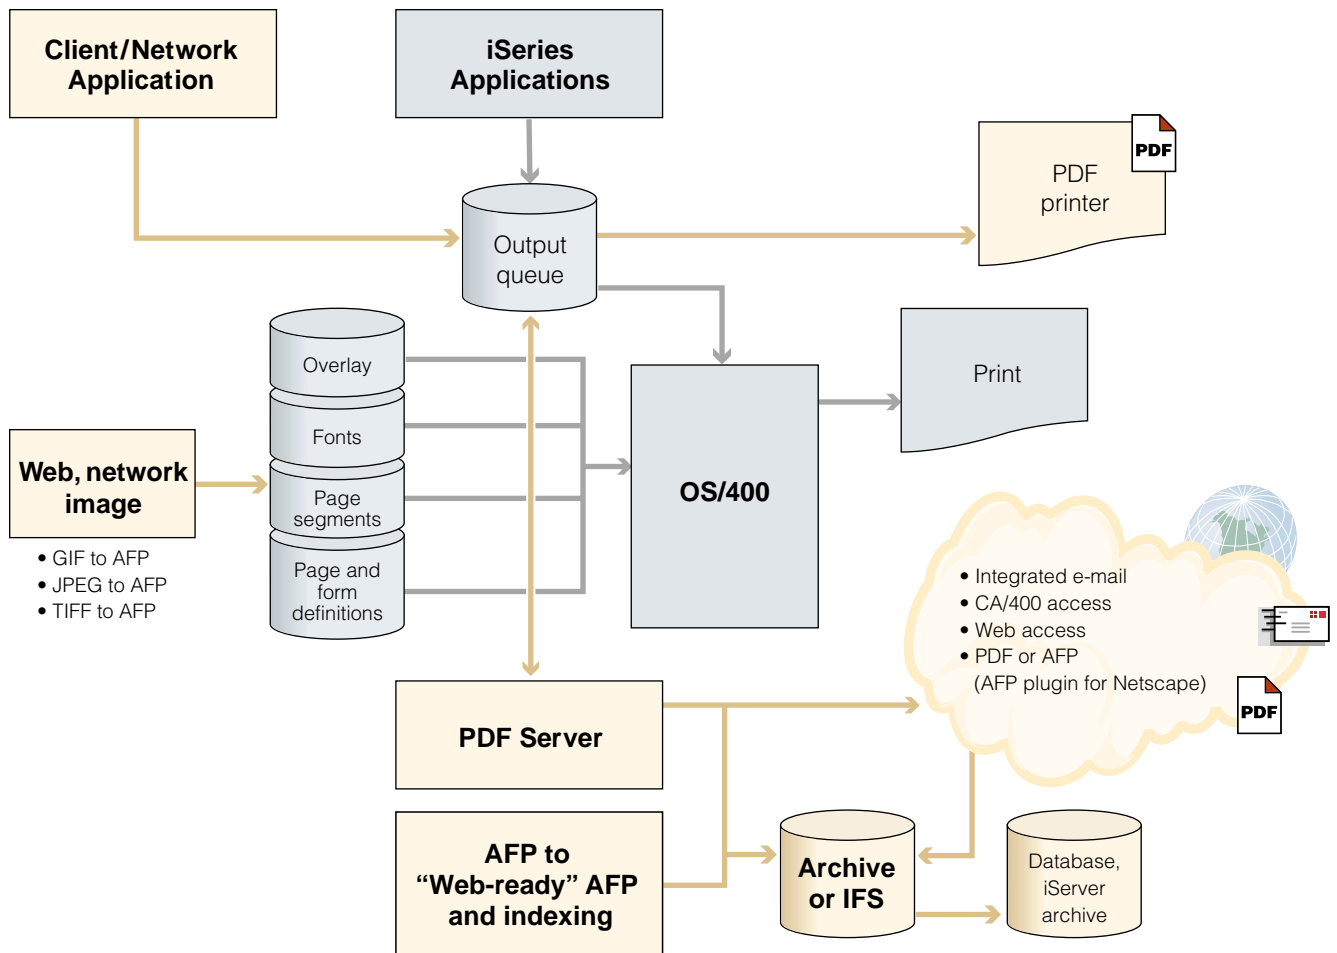 Client/Network
Application
iSeries
Applications
PDF
PDF
printer
Output
queue
Overlay
Fonts
Page
segments
Page and
form
definitions
Print
OS/400
Web, network
image
• GIF to AFP
• JPEG to AFP
• TIFF to AFP
• Integrated e-mail
• CA/400 access
• Web access
• PDF or AFP
(AFP plugin for Netscape)
PDF
PDF Server
AFP to
“Web-ready” AFP
and indexing
Archive
or IFS
Database,
iServer
archive